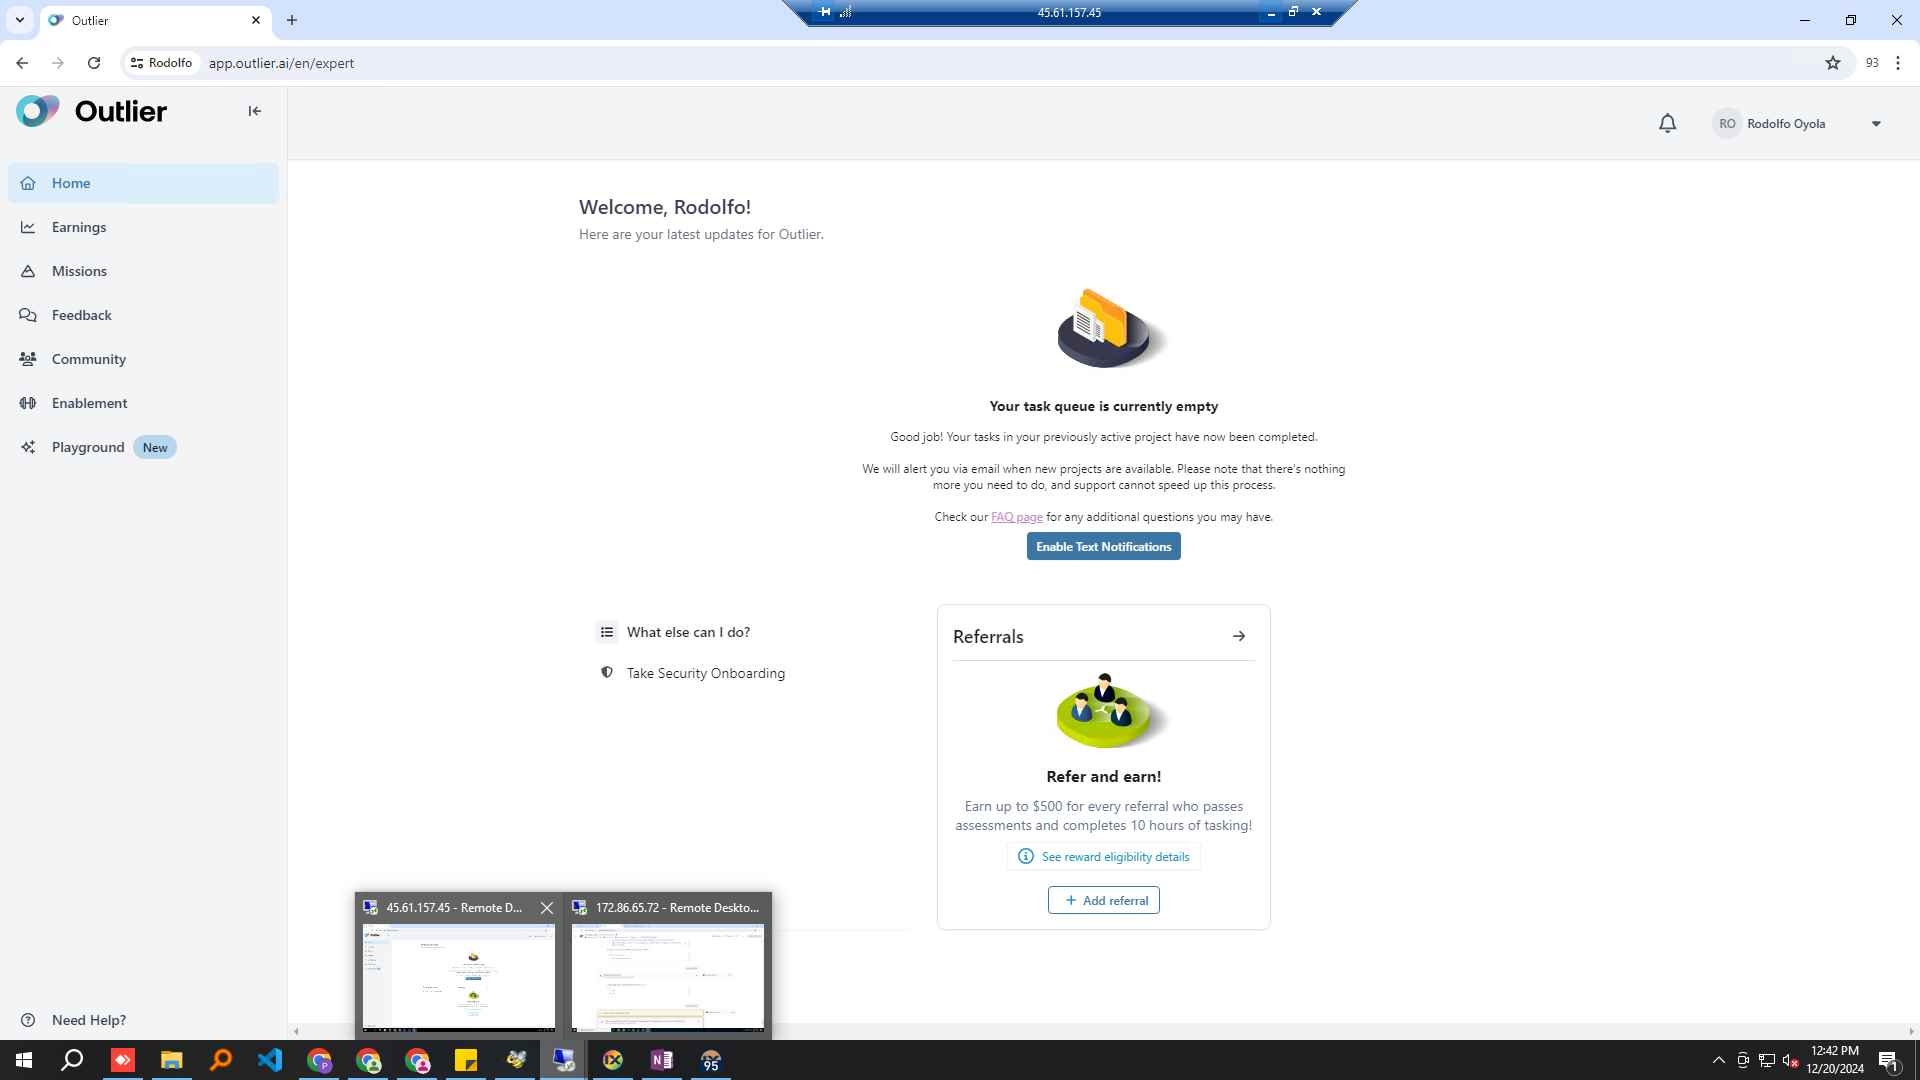 Outlier
45.61.157.45
Rodolfo
app.outlier.ai/en/expert
93
Outlier
RO
Rodolfo Oyola
Home
Earnings
Missions
Feedback
Community
Enablement
Playground
New
Welcome, Rodolfo!
Here are your latest updates for Outlier.
Your task queue is currently empty
Good job! Your tasks in your previously active project have now been completed.
We will alert you via email when new projects are available. Please note that there's nothing
more you need to do, and support cannot speed up this process.
Check our FAQ page for any additional questions you may have.
Enable Text Notifications
What else can I do?
Take Security Onboarding
Referrals
Refer and earn!
Earn up to $500 for every referral who passes
assessments and completes 10 hours of tasking!
See reward eligibility details
Add referral
45.61.157.45 - Remote D...
172.86.65.72 - Remote Deskto...
Need Help?
P
N
95
12:42 PM
12/20/2024
1